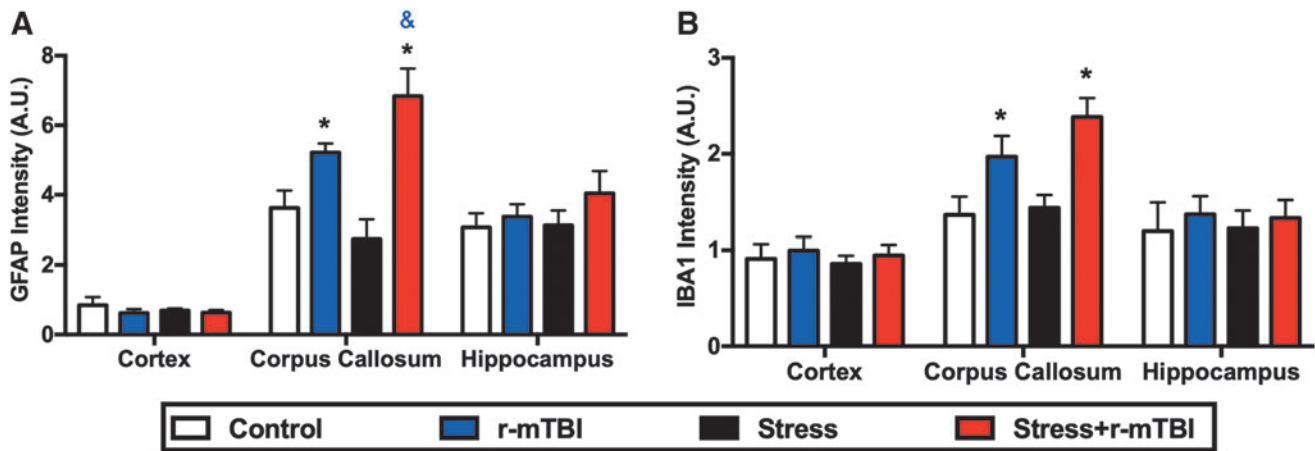 A
&
*
*
GFAP Intensity (A.U.)
8
6
4
2
0
Cortex Corpus Callosum Hippocampus
B
*
*
IBA1 Intensity (A.U.)
3
2
1
0
Cortex Corpus Callosum Hippocampus
Control r-mTBI Stress Stress+r-mTBI